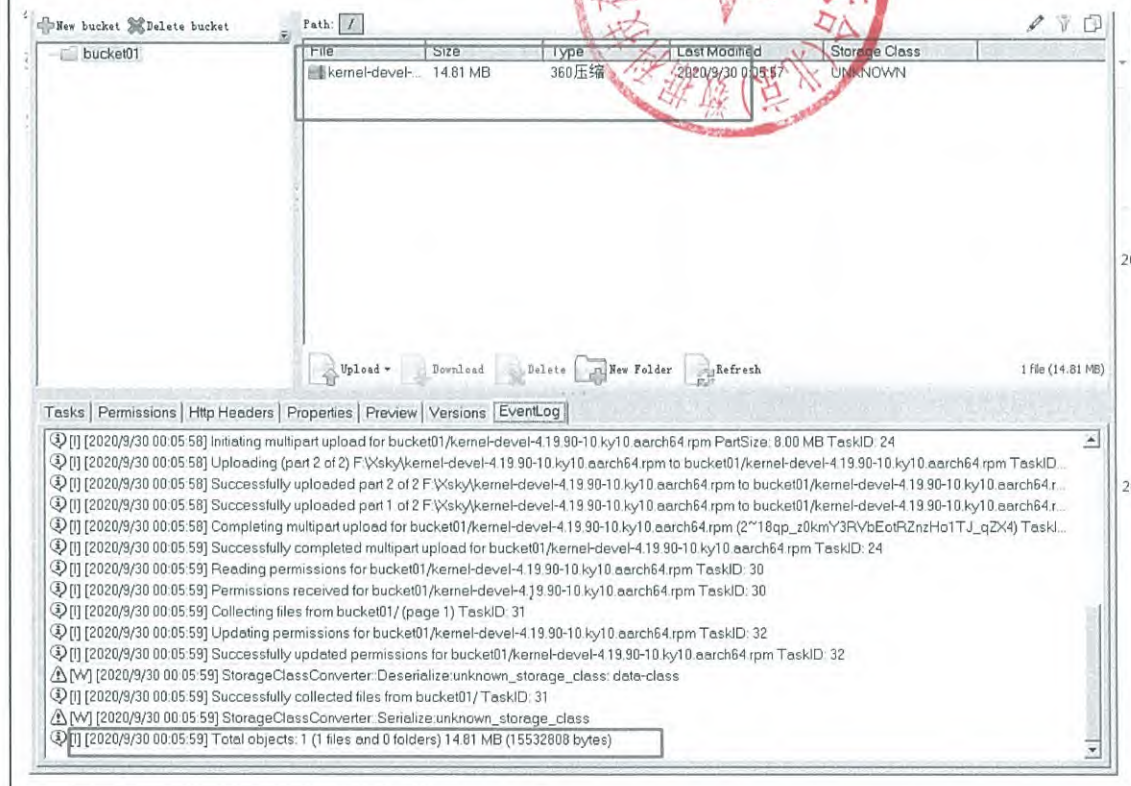 New bucket Delete bucket
Path: /
bucket01
File Size Type Last Modified Storage Class
kernel-devel-... 14.81 MB 360压缩 2020/9/30 0:05:57 UNKNOWN
Upload Download Delete New Folder Refresh 1 file (14.81 MB)
Tasks Permissions Http Headers Properties Preview Versions EventLog
[I] [2020/9/30 00:05:58] Initiating multipart upload for bucket01/kernel-devel-4.19.90-10.ky10.aarch64.rpm PartSize: 8.00 MB TaskID: 24
[I] [2020/9/30 00:05:58] Uploading (part 2 of 2) F:\Xsky\kernel-devel-4.19.90-10.ky10.aarch64.rpm to bucket01/kernel-devel-4.19.90-10.ky10.aarch64.rpm TaskID...
[I] [2020/9/30 00:05:58] Successfully uploaded part 2 of 2 F:\Xsky\kernel-devel-4.19.90-10.ky10.aarch64.rpm to bucket01/kernel-devel-4.19.90-10.ky10.aarch64.r...
[I] [2020/9/30 00:05:58] Successfully uploaded part 1 of 2 F:\Xsky\kernel-devel-4.19.90-10.ky10.aarch64.rpm to bucket01/kernel-devel-4.19.90-10.ky10.aarch64.r...
[I] [2020/9/30 00:05:58] Completing multipart upload for bucket01/kernel-devel-4.19.90-10.ky10.aarch64.rpm (2~18qp_z0kmY3RVbEotRZnzHo1TJ_qZX4) TaskI...
[I] [2020/9/30 00:05:59] Successfully completed multipart upload for bucket01/kernel-devel-4.19.90-10.ky10.aarch64.rpm TaskID: 24
[I] [2020/9/30 00:05:59] Reading permissions for bucket01/kernel-devel-4.19.90-10.ky10.aarch64.rpm TaskID: 30
[I] [2020/9/30 00:05:59] Permissions received for bucket01/kernel-devel-4.19.90-10.ky10.aarch64.rpm TaskID: 30
[I] [2020/9/30 00:05:59] Collecting files from bucket01/ (page 1) TaskID: 31
[I] [2020/9/30 00:05:59] Updating permissions for bucket01/kernel-devel-4.19.90-10.ky10.aarch64.rpm TaskID: 32
[I] [2020/9/30 00:05:59] Successfully updated permissions for bucket01/kernel-devel-4.19.90-10.ky10.aarch64.rpm TaskID: 32
[W] [2020/9/30 00:05:59] StorageClassConverter::Deserialize:unknown_storage_class: data-class
[I] [2020/9/30 00:05:59] Successfully collected files from bucket01/ TaskID: 31
[W] [2020/9/30 00:05:59] StorageClassConverter::Serialize:unknown_storage_class
[I] [2020/9/30 00:05:59] Total objects: 1 (1 files and 0 folders) 14.81 MB (15532808 bytes)